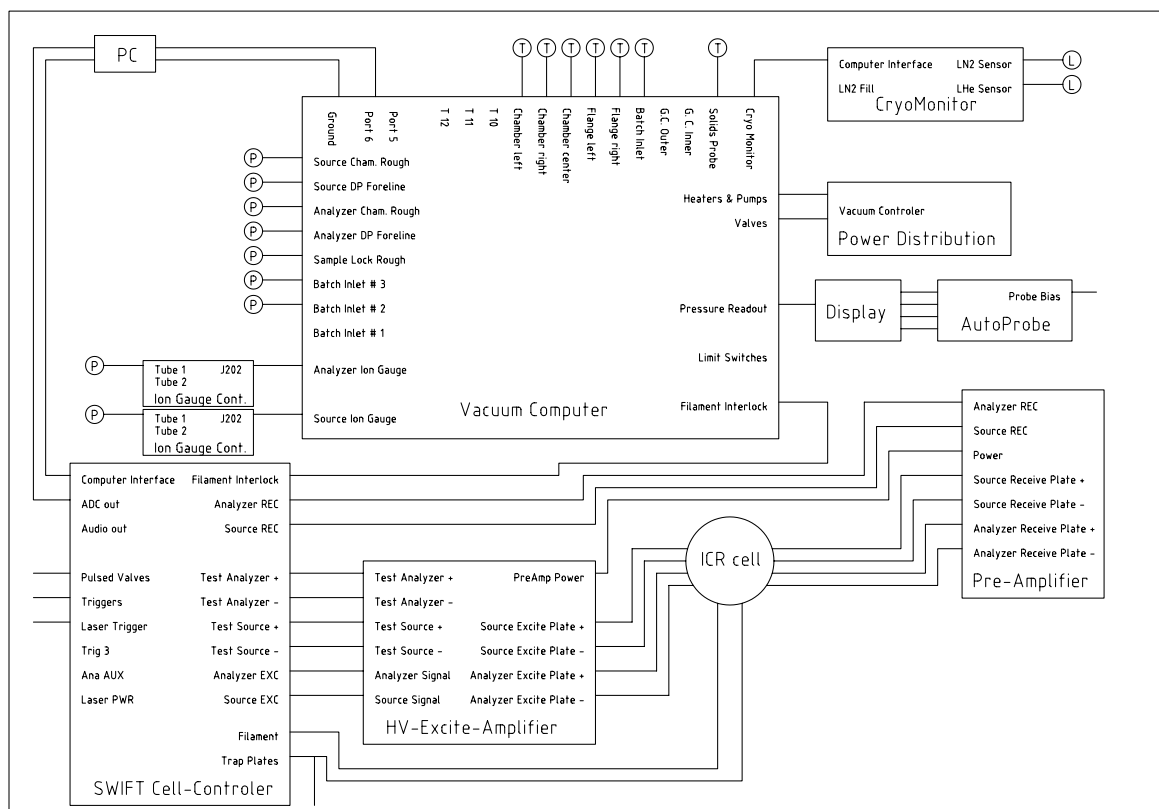 PC
T
T
T
T
T
T
T
Computer Interface
LN2 Sensor
L
LN2 Fill
LHe Sensor
L
CryoMonitor
Ground
Port 6
Port 5
T 12
T 11
T 10
Chamber left
Chamber right
Chamber center
Flange left
Flange right
Batch Inlet
G.C. Outer
G. C. Inner
Solids Probe
Cryo Monitor
P
Source Cham. Rough
P
Source DP Foreline
P
Analyzer Cham. Rough
P
Analyzer DP Foreline
P
Sample Lock Rough
P
Batch Inlet # 3
P
Batch Inlet # 2
Batch Inlet # 1
Analyzer Ion Gauge
Source Ion Gauge
Heaters & Pumps
Valves
Pressure Readout
Limit Switches
Filament Interlock
Vacuum Computer
Vacuum Controler
Power Distribution
Display
Probe Bias
AutoProbe
P
Tube 1
J202
Tube 2
Ion Gauge Cont.
P
Tube 1
J202
Tube 2
Ion Gauge Cont.
Analyzer REC
Source REC
Power
Source Receive Plate +
Source Receive Plate -
Analyzer Receive Plate +
Analyzer Receive Plate -
Pre-Amplifier
ICR cell
Computer Interface
Filament Interlock
ADC out
Analyzer REC
Audio out
Source REC
Pulsed Valves
Test Analyzer +
Triggers
Test Analyzer -
Laser Trigger
Test Source +
Trig 3
Test Source -
Ana AUX
Analyzer EXC
Laser PWR
Source EXC
Filament
Trap Plates
SWIFT Cell-Controler
Test Analyzer +
PreAmp Power
Test Analyzer -
Test Source +
Source Excite Plate +
Test Source -
Source Excite Plate -
Analyzer Signal
Analyzer Excite Plate +
Source Signal
Analyzer Excite Plate -
HV-Excite-Amplifier